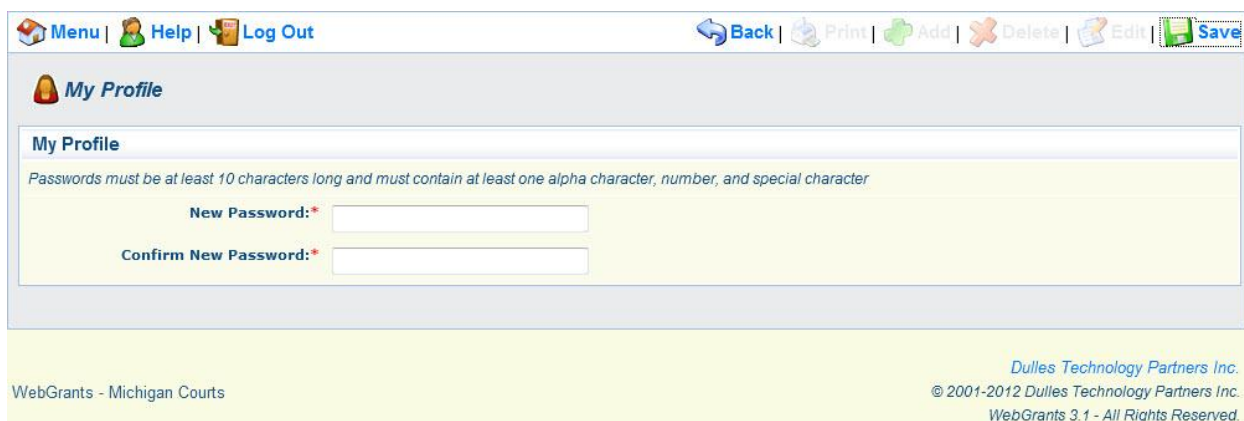 Menu | Help | Log Out Back | Print | Add | Delete | Edit | Save
My Profile
My Profile
Passwords must be at least 10 characters long and must contain at least one alpha character, number, and special character
New Password:*
Confirm New Password:*
Dulles Technology Partners Inc.
WebGrants - Michigan Courts © 2001-2012 Dulles Technology Partners Inc.
WebGrants 3.1 - All Rights Reserved.